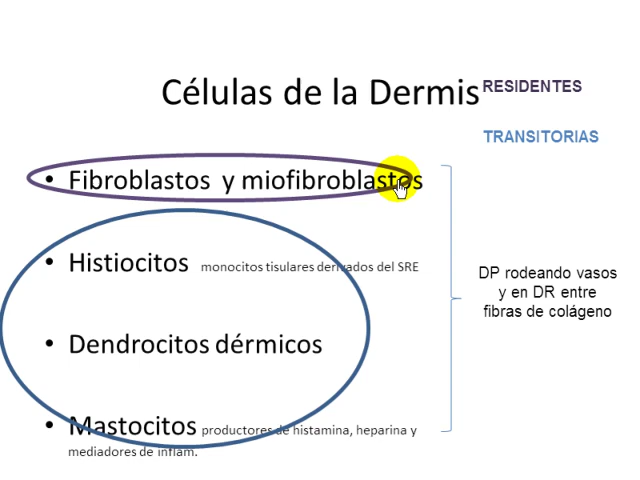 Células de la Dermis
RESIDENTES
TRANSITORIAS
• Fibroblastos y miofibroblastos
• Histiocitos monocitos tisulares derivados del SRE
• Dendrocitos dérmicos
• Mastocitos productores de histamina, heparina y
mediadores de inflam.
DP rodeando vasos
y en DR entre
fibras de colágeno